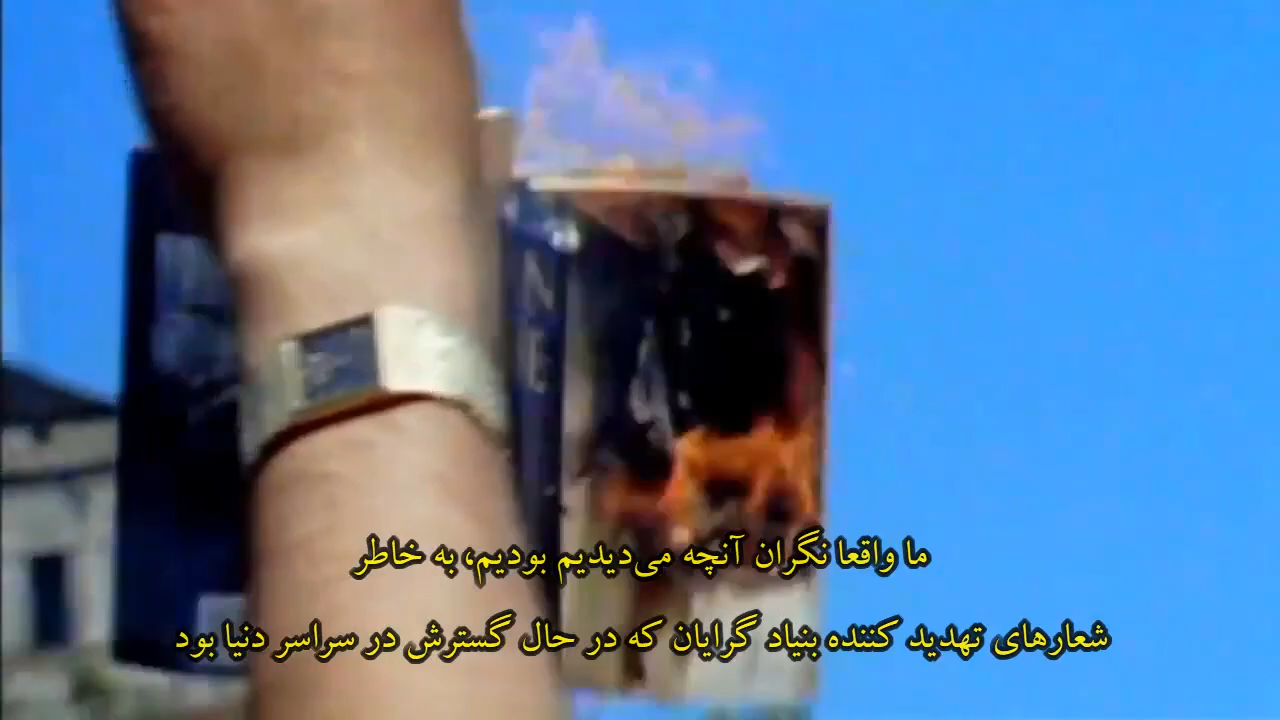 ما واقعا نگران آنچه می‌دیدیم بودیم، به خاطر
شعارهای تهدید کننده بنیاد گرایان که در حال گسترش در سراسر دنیا بود